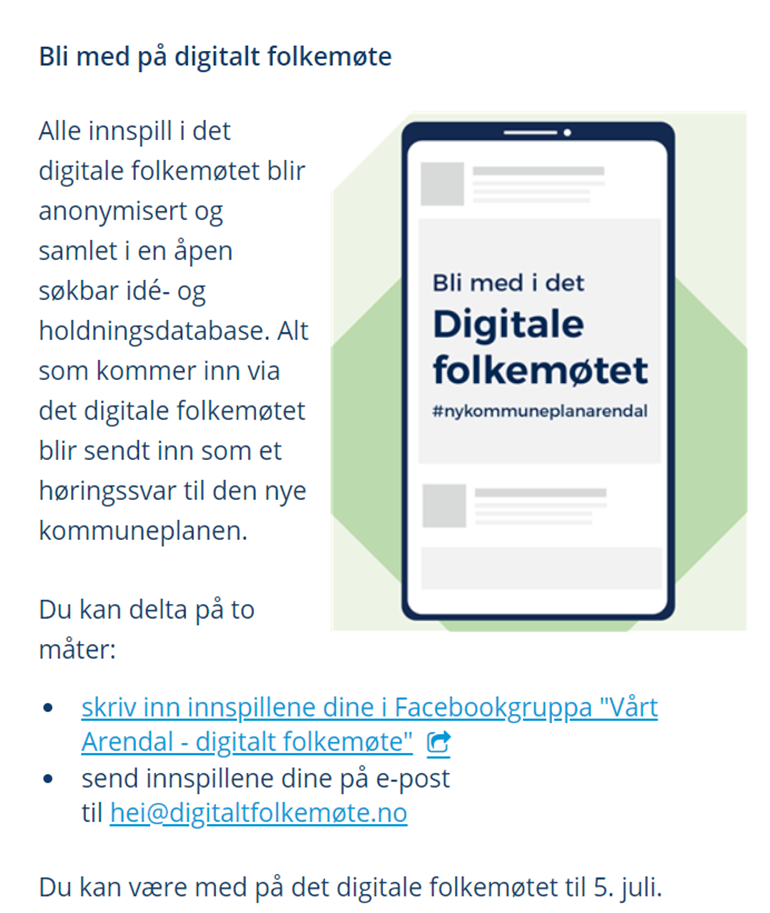 Bli med på digitalt folkemøte
Alle innspill i det
digitale folkemøtet blir
anonymisert og
samlet i en åpen
søkbar idé- og
holdningsdatabase. Alt
som kommer inn via
det digitale folkemøtet
blir sendt inn som et
høringssvar til den nye
kommuneplanen.
Bli med i det
Digitale
folkemøtet
#nykommuneplanarendal
Du kan delta på to
måter:
• skriv inn innspillene dine i Facebookgruppa "Vårt
Arendal - digitalt folkemøte"
• send innspillene dine på e-post
til hei@digitaltfolkemøte.no
Du kan være med på det digitale folkemøtet til 5. juli.